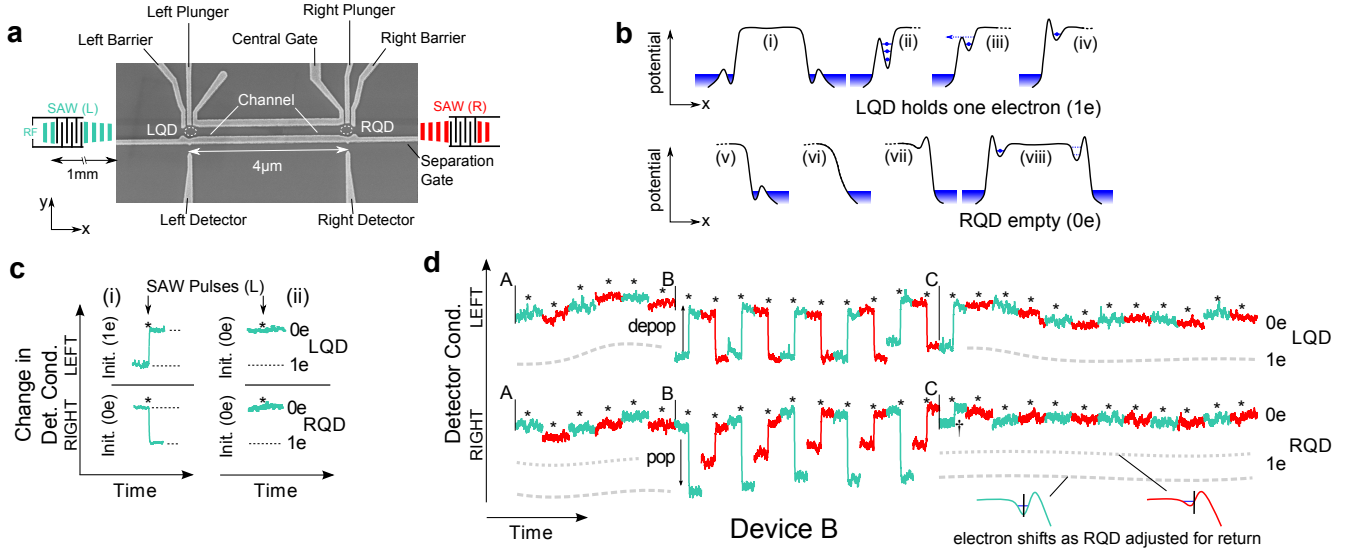 a
Left Plunger
Right Plunger
Left Barrier
Central Gate
Right Barrier
SAW (L)
Channel
SAW (R)
RF
LQD
RQD
4µm
Separation
Gate
1mm
y
x
Left Detector
Right Detector
b
potential
(i)
(ii)
(iii)
(iv)
x
LQD holds one electron (1e)
potential
(v)
(vi)
(vii)
(viii)
x
RQD empty (0e)
c
SAW Pulses (L)
(i)
(ii)
Change in
Det. Cond.
LEFT
RIGHT
Init. (1e)
*
Init. (0e)
*
0e
LQD
1e
Init. (0e)
*
Init. (0e)
*
0e
RQD
1e
Time
Time
d
Detector Cond.
LEFT
RIGHT
A
* * * * * *
B
* * * * * * * * * *
C
* * * * * * * * * * * *
depop
0e
LQD
1e
A
* * * * * *
B
* * * * * * * * * *
C
* * * * * * * * * * * *
†
pop
0e
RQD
1e
Time
Device B
electron shifts as RQD adjusted for return